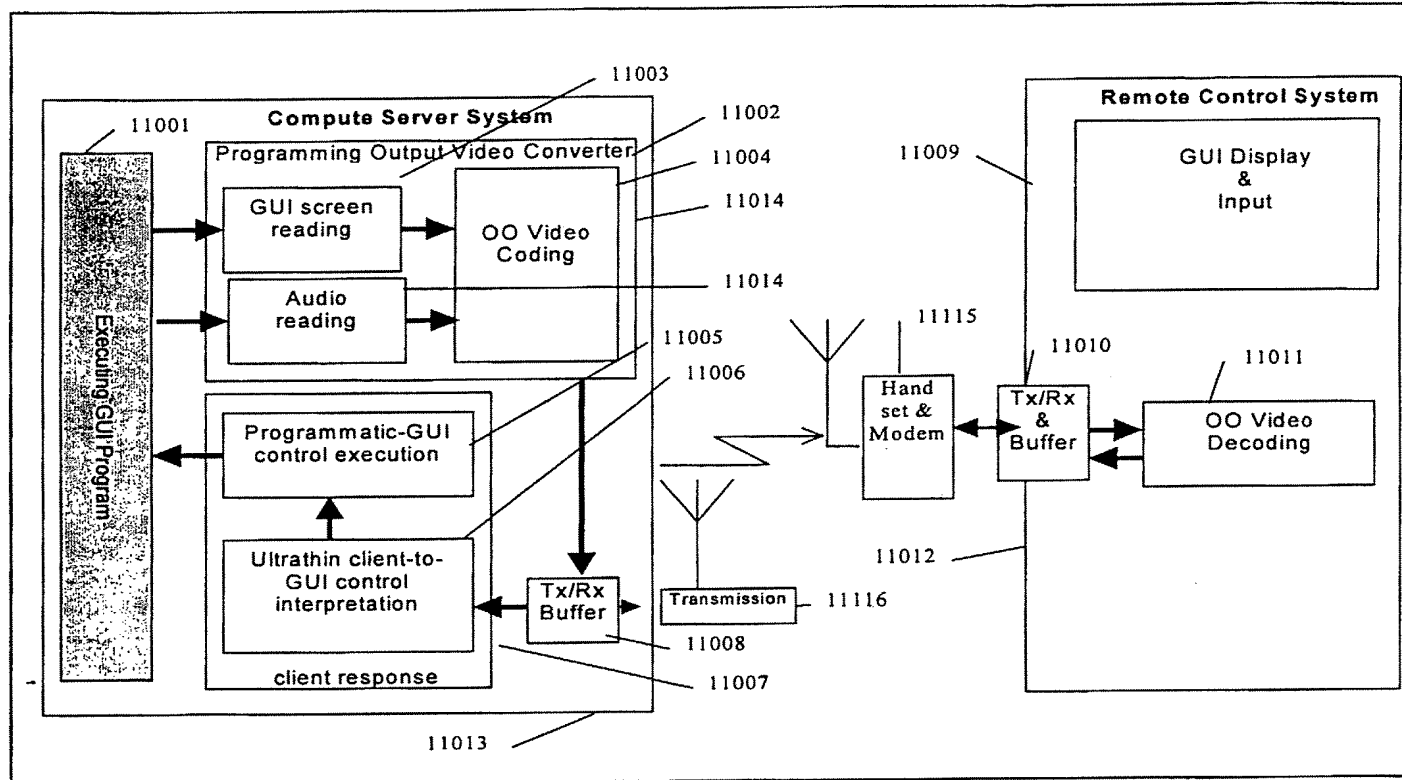 11003
Compute Server System
11001
11002
Programming Output Video Converter
11004
11014
GUI screen
reading
OO Video
Coding
Audio
reading
11014
Executing GUI Program
11005
11006
Programmatic-GUI
control execution
Ultrathin client-to-
GUI control
interpretation
client response
Tx/Rx
Buffer
11008
11007
11013
Transmission
11116
11115
Hand
set &
Modem
Remote Control System
11009
GUI Display
&
Input
11010
Tx/Rx
&
Buffer
11011
OO Video
Decoding
11012